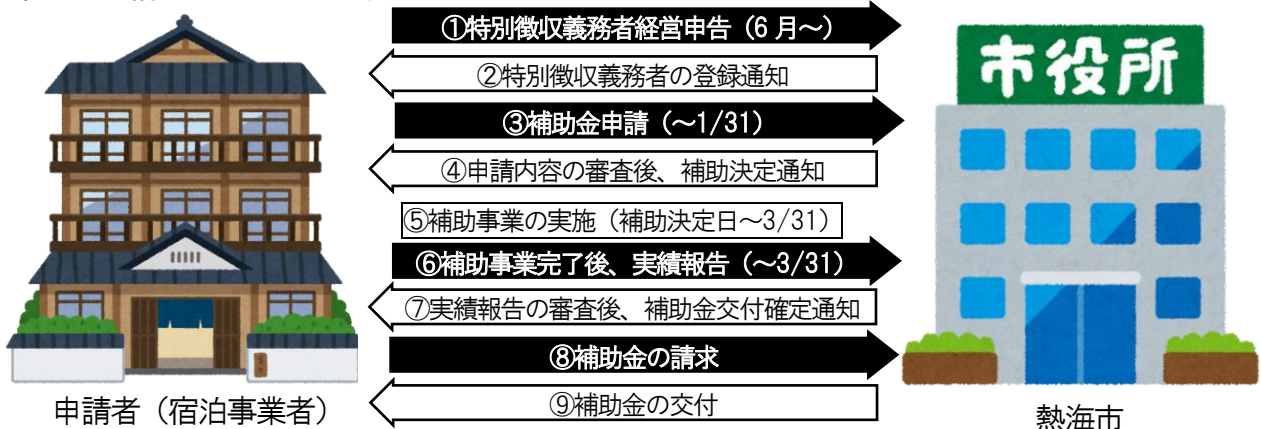 ①特別徴収義務者経営申告（6月～）
②特別徴収義務者の登録通知
③補助金申請（～1/31）
④申請内容の審査後、補助決定通知
⑤補助事業の実施（補助決定日～3/31）
⑥補助事業完了後、実績報告（～3/31）
⑦実績報告の審査後、補助金交付確定通知
⑧補助金の請求
⑨補助金の交付
申請者（宿泊事業者）
市役所
熱海市